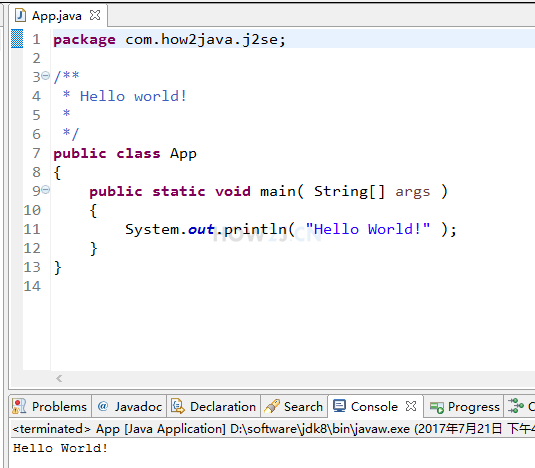 App.java
1 package com.how2java.j2se;
2
3 /**
4  * Hello world!
5  *
6  */
7 public class App
8 {
9     public static void main( String[] args )
10     {
11         System.out.println( "Hello World!" );
12     }
13 }
14
HOW2J.CN
Problems @ Javadoc Declaration Search Console Progress
<terminated> App [Java Application] D:\software\jdk8\bin\javaw.exe (2017年7月21日 下午
Hello World!